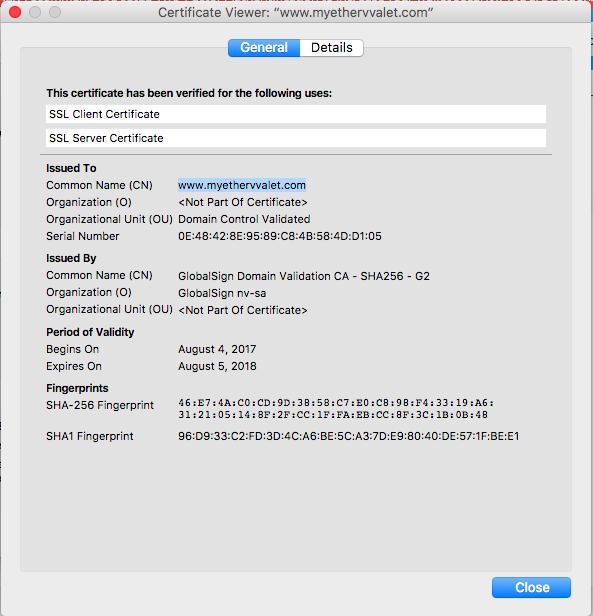 Certificate Viewer: “www.myethervvalet.com”
General Details
This certificate has been verified for the following uses:
SSL Client Certificate
SSL Server Certificate
Issued To
Common Name (CN) www.myethervvalet.com
Organization (O) <Not Part Of Certificate>
Organizational Unit (OU) Domain Control Validated
Serial Number 0E:48:42:8E:95:89:C8:4B:58:4D:D1:05
Issued By
Common Name (CN) GlobalSign Domain Validation CA - SHA256 - G2
Organization (O) GlobalSign nv-sa
Organizational Unit (OU) <Not Part Of Certificate>
Period of Validity
Begins On August 4, 2017
Expires On August 5, 2018
Fingerprints
SHA-256 Fingerprint 46:E7:4A:C0:CD:9D:38:58:C7:E0:C8:98:F4:33:19:A6:
31:21:05:14:8F:2F:CC:1F:FA:EB:CC:8F:3C:1B:0B:48
SHA1 Fingerprint 96:D9:33:C2:FD:3D:4C:A6:BE:5C:A3:7D:E9:80:40:DE:57:1F:BE:E1
Close